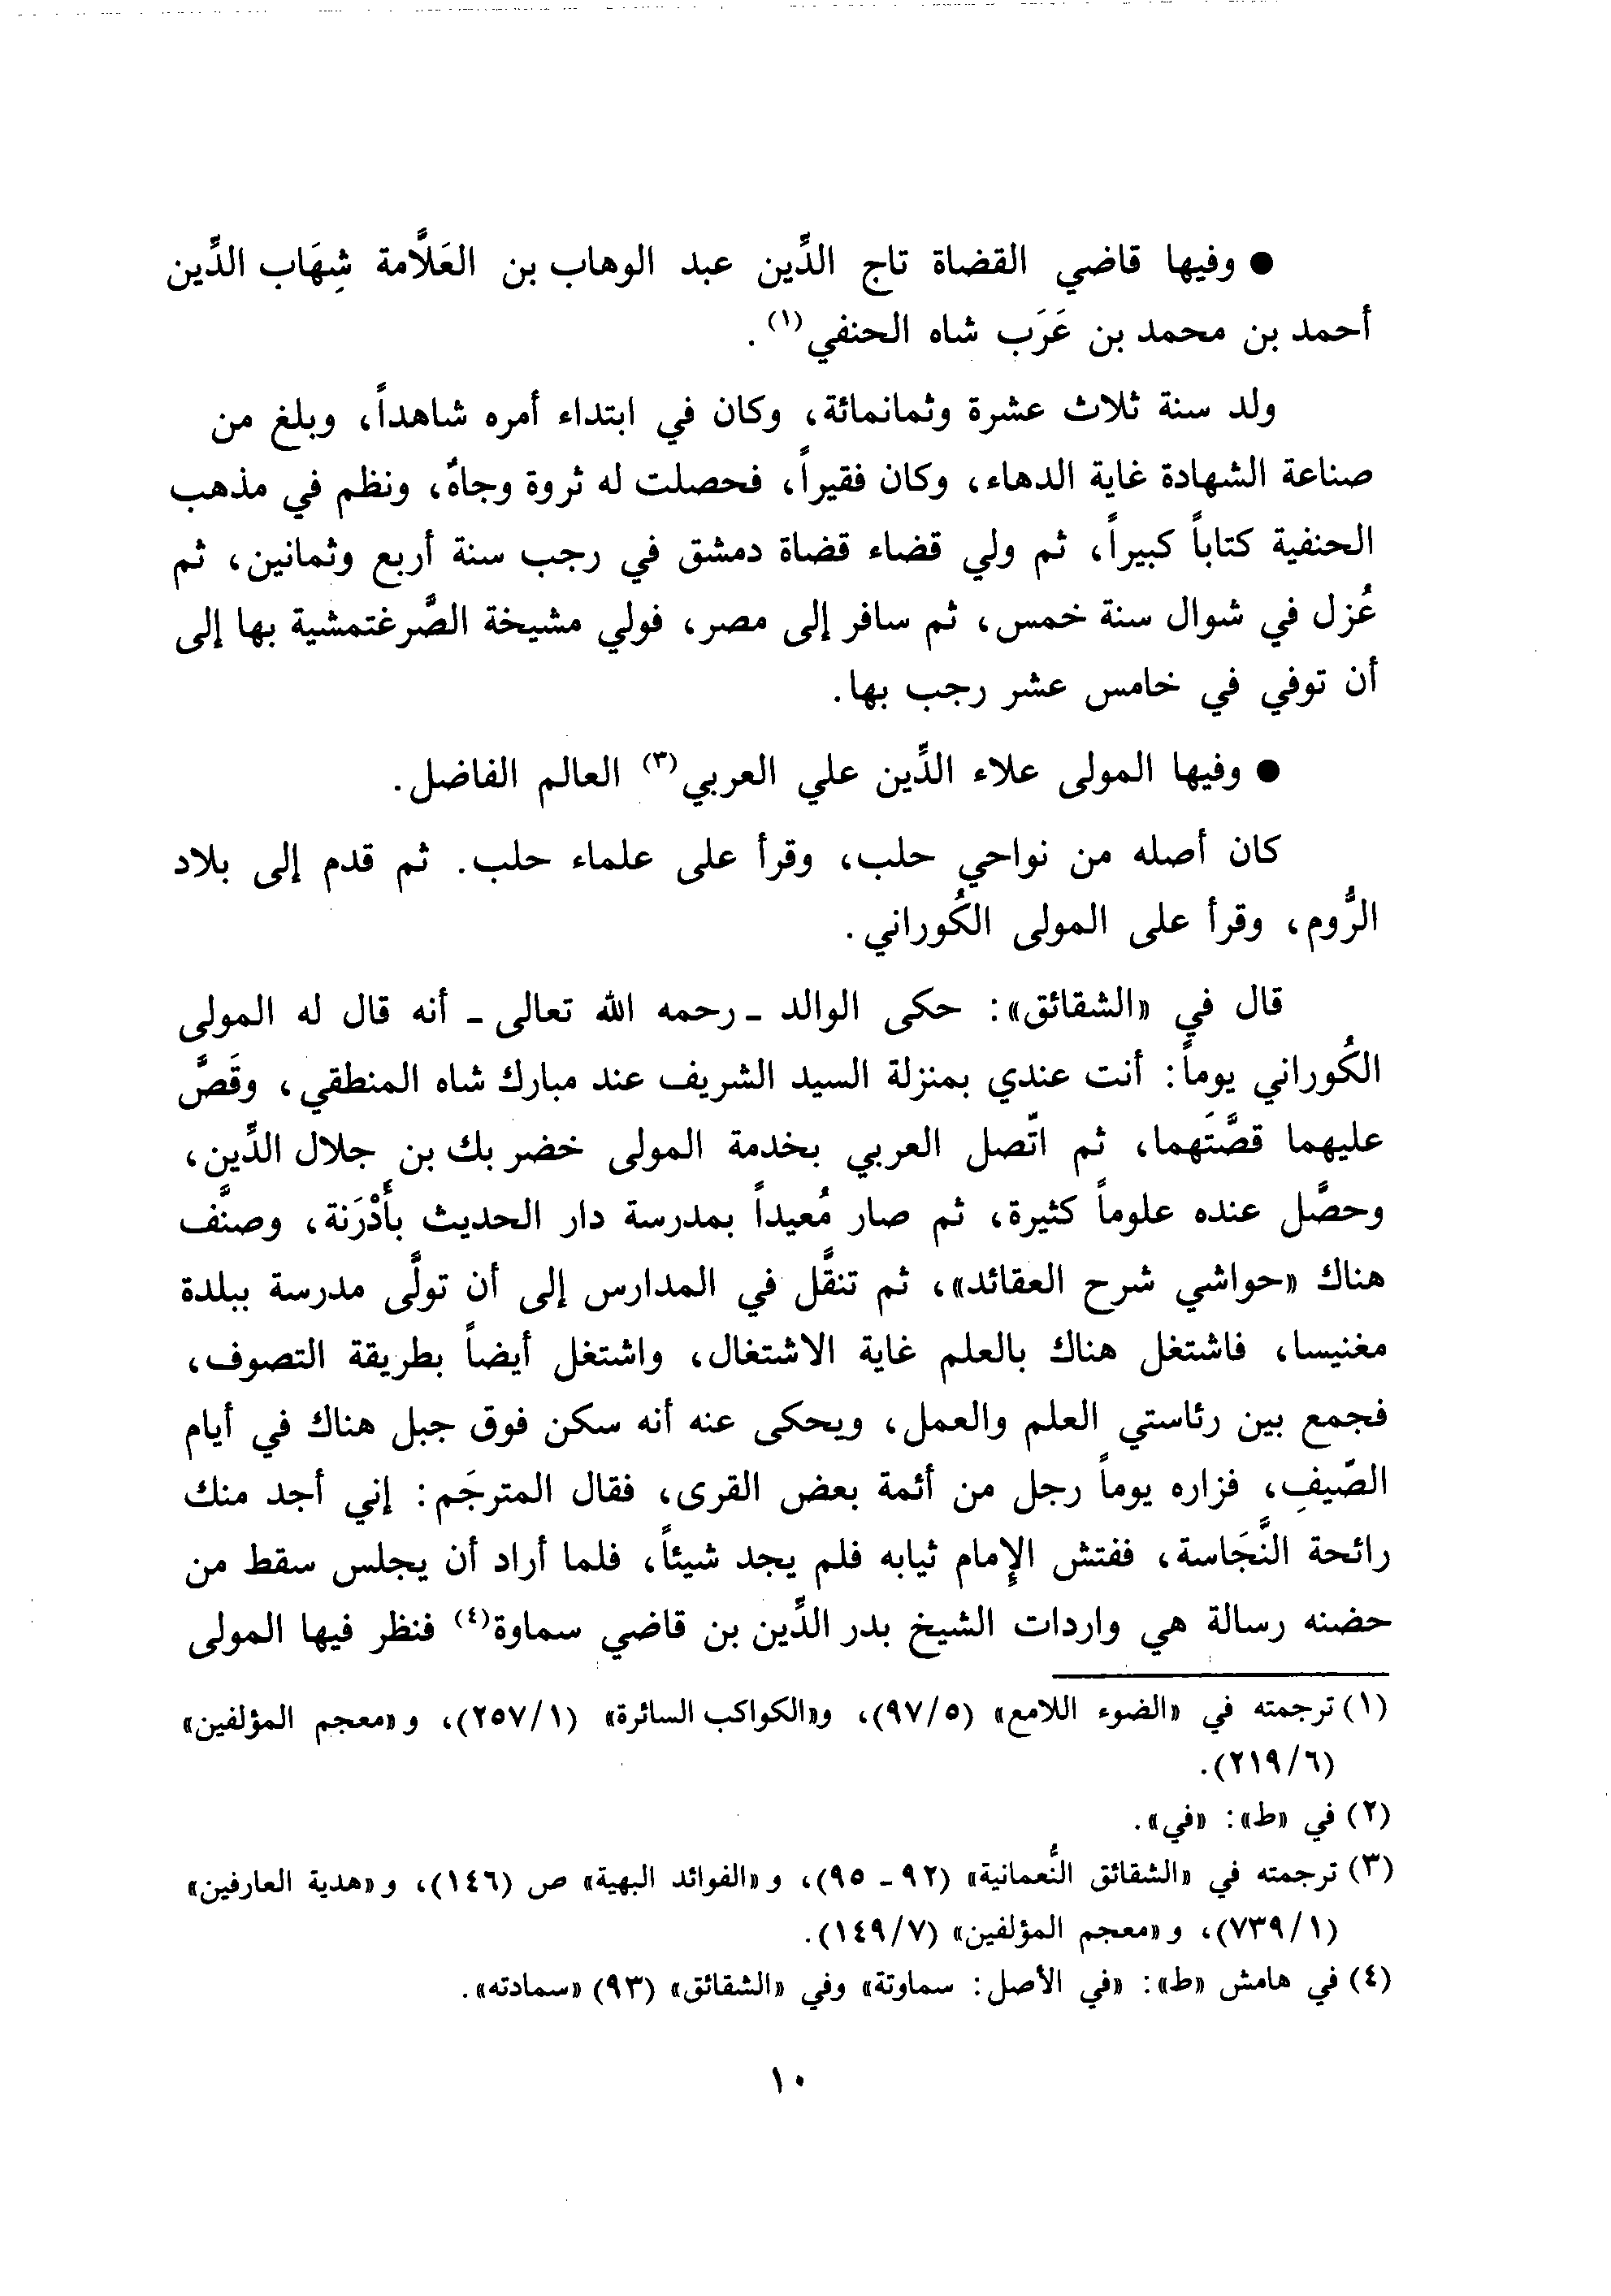 ● وفيها قاضي القضاة تاج الدِّين عبد الوهاب بن العَلَّامة شِهَاب الدِّين
أحمد بن محمد بن عَرَب شاه الحنفي(١).
ولد سنة ثلاث عشرة وثمانمائة، وكان في ابتداء أمره شاهداً، وبلغ من
صناعة الشهادة غاية الدهاء، وكان فقيراً، فحصلت له ثروة وجاهٌ، ونظم في مذهب
الحنفية كتاباً كبيراً، ثم ولي قضاء قضاة دمشق في رجب سنة أربع وثمانين، ثم
عُزل في شوال سنة خمس، ثم سافر إلى مصر، فولي مشيخة الصَّرغتمشية بها إلى
أن توفي في خامس عشر رجب بها.
● وفيها المولى علاء الدِّين علي العربي(٣) العالم الفاضل.
كان أصله من نواحي حلب، وقرأ على علماء حلب. ثم قدم إلى بلاد
الرُّوم، وقرأ على المولى الكُوراني.
قال في «الشقائق»: حكى الوالد ـ رحمه الله تعالى ـ أنه قال له المولى
الكُوراني يوماً: أنت عندي بمنزلة السيد الشريف عند مبارك شاه المنطقي، وقَصَّ
عليهما قصَّتَهما، ثم اتّصل العربي بخدمة المولى خضر بك بن جلال الدِّين،
وحصَّل عنده علوماً كثيرة، ثم صار مُعيداً بمدرسة دار الحديث بأَدْرَنة، وصنَّف
هناك «حواشي شرح العقائد»، ثم تنقَّل في المدارس إلى أن تولَّى مدرسة ببلدة
مغنيسا، فاشتغل هناك بالعلم غاية الاشتغال، واشتغل أيضاً بطريقة التصوف،
فجمع بين رئاستي العلم والعمل، ويحكى عنه أنه سكن فوق جبل هناك في أيام
الصّيفِ، فزاره يوماً رجل من أئمة بعض القرى، فقال المترجَم: إني أجد منك
رائحة النَّجَاسة، ففتش الإِمام ثيابه فلم يجد شيئاً، فلما أراد أن يجلس سقط من
حضنه رسالة هي واردات الشيخ بدر الدِّين بن قاضي سماوة(٤) فنظر فيها المولى
(١) ترجمته في «الضوء اللامع» (٩٧/٥)، و«الكواكب السائرة» (٢٥٧/١)، و«معجم المؤلفين»
(٢١٩/٦).
(٢) في «ط»: «في».
(٣) ترجمته في «الشقائق النُّعمانية» (٩٢ ـ ٩٥)، و«الفوائد البهية» ص (١٤٦)، و«هدية العارفين»
(٧٣٩/١)، و«معجم المؤلفين» (١٤٩/٧).
(٤) في هامش «ط»: «في الأصل: سماوتة» وفي «الشقائق» (٩٣) «سمادته».
١٠